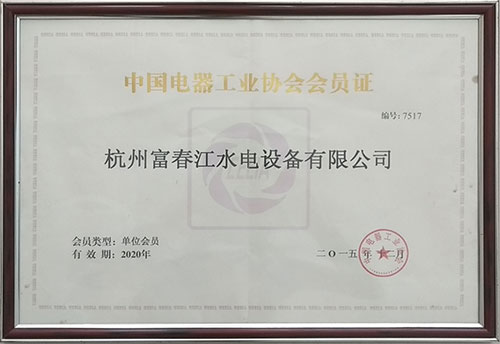 中国电器工业协会会员证
编号:7517
杭州富春江水电设备有限公司
会员类型:单位会员
有 效 期:2020年
二〇一五年 二月